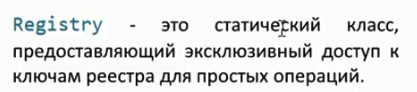 Registry - это статический класс,
предоставляющий эксклюзивный доступ к
ключам реестра для простых операций.